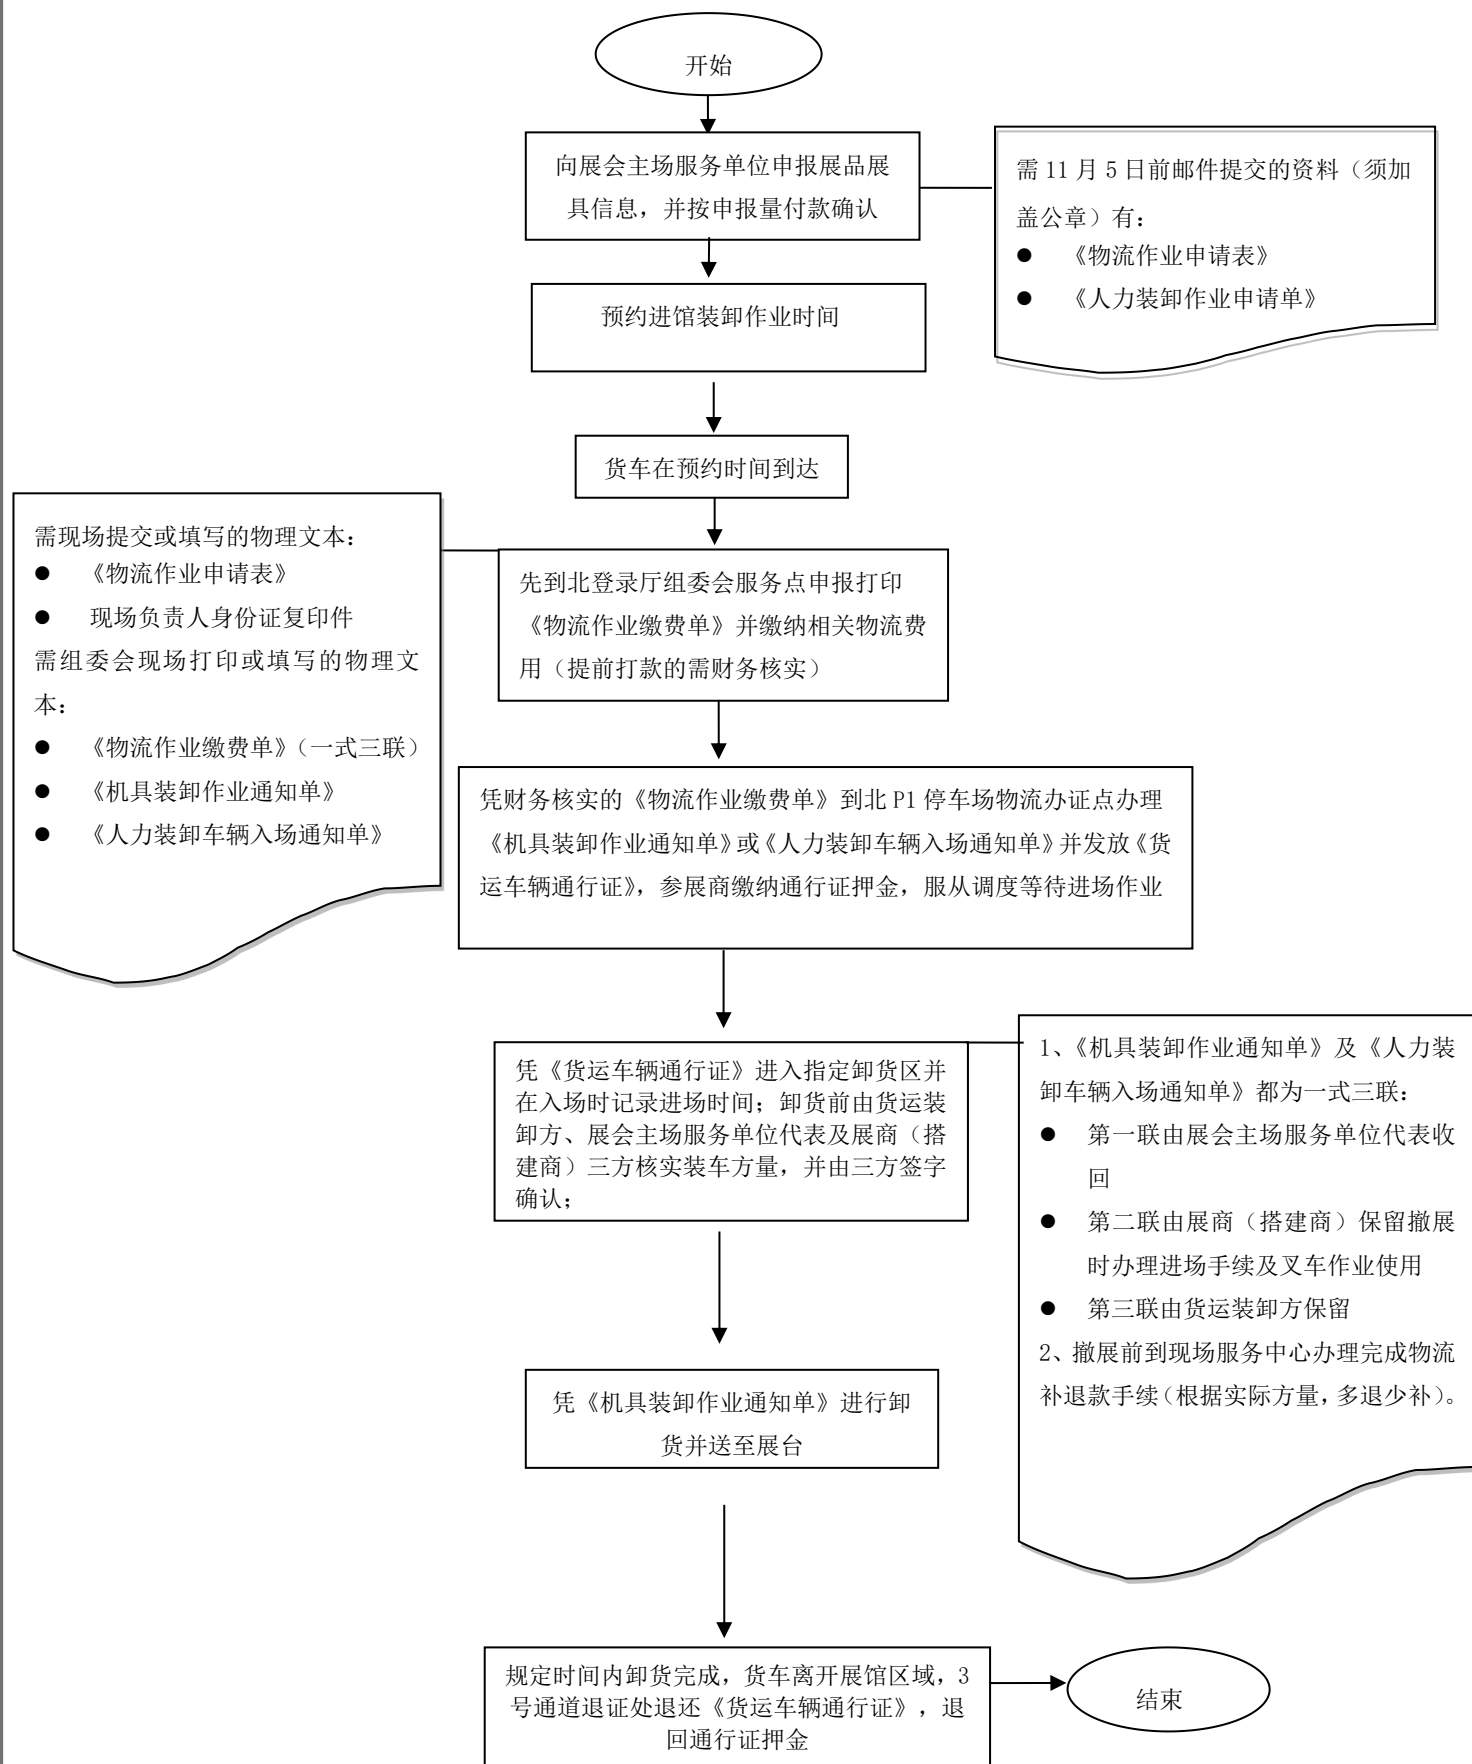 开始
向展会主场服务单位申报展品展
具信息，并按申报量付款确认
需 11 月 5 日前邮件提交的资料（须加
盖公章）有：
● 《物流作业申请表》
● 《人力装卸作业申请单》
预约进馆装卸作业时间
货车在预约时间到达
需现场提交或填写的物理文本：
● 《物流作业申请表》
● 现场负责人身份证复印件
需组委会现场打印或填写的物理文
本：
● 《物流作业缴费单》（一式三联）
● 《机具装卸作业通知单》
● 《人力装卸车辆入场通知单》
先到北登录厅组委会服务点申报打印
《物流作业缴费单》并缴纳相关物流费
用（提前打款的需财务核实）
凭财务核实的《物流作业缴费单》到北 P1 停车场物流办证点办理
《机具装卸作业通知单》或《人力装卸车辆入场通知单》并发放《货
运车辆通行证》，参展商缴纳通行证押金，服从调度等待进场作业
凭《货运车辆通行证》进入指定卸货区并
在入场时记录进场时间；卸货前由货运装
卸方、展会主场服务单位代表及展商（搭
建商）三方核实装车方量，并由三方签字
确认；
1、《机具装卸作业通知单》及《人力装
卸车辆入场通知单》都为一式三联：
● 第一联由展会主场服务单位代表收
回
● 第二联由展商（搭建商）保留撤展
时办理进场手续及叉车作业使用
● 第三联由货运装卸方保留
2、撤展前到现场服务中心办理完成物流
补退款手续（根据实际方量，多退少补）。
凭《机具装卸作业通知单》进行卸
货并送至展台
规定时间内卸货完成，货车离开展馆区域，3
号通道退证处退还《货运车辆通行证》，退
回通行证押金
结束